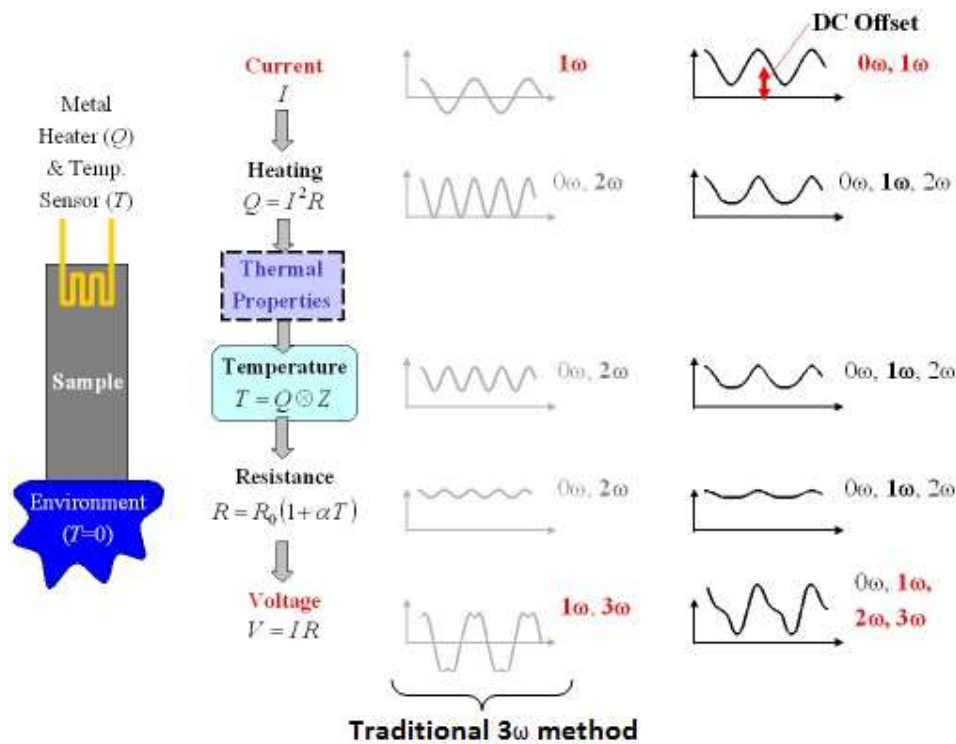 DC Offset
Current
I
1ω
0ω, 1ω
Metal
Heater (Q)
& Temp.
Sensor (T)
Heating
Q = I²R
0ω, 2ω
0ω, 1ω, 2ω
Thermal
Properties
Temperature
T = Q ⊗ Z
0ω, 2ω
0ω, 1ω, 2ω
Sample
Resistance
R = R₀(1 + αT)
0ω, 2ω
0ω, 1ω, 2ω
Environment
(T=0)
Voltage
V = IR
1ω, 3ω
0ω, 1ω,
2ω, 3ω
Traditional 3ω method